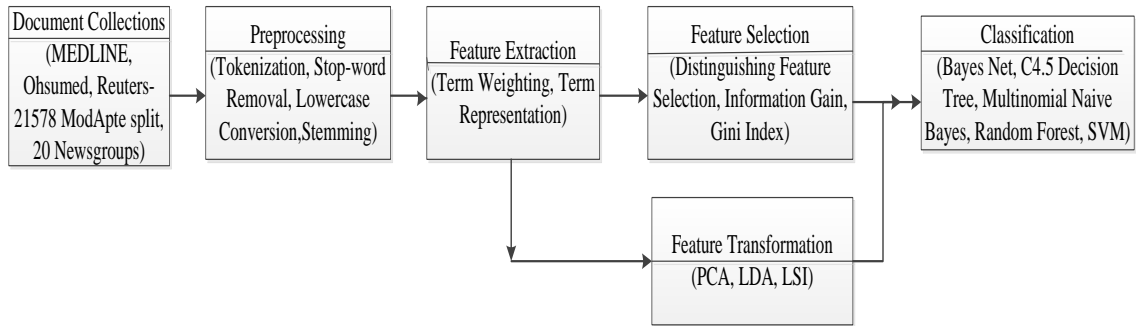 Document Collections
(MEDLINE,
Ohsumed, Reuters-
21578 ModApte split,
20 Newsgroups)
Preprocessing
(Tokenization, Stop-word
Removal, Lowercase
Conversion,Stemming)
Feature Extraction
(Term Weighting, Term
Representation)
Feature Selection
(Distinguishing Feature
Selection, Information Gain,
Gini Index)
Classification
(Bayes Net, C4.5 Decision
Tree, Multinomial Naive
Bayes, Random Forest, SVM)
Feature Transformation
(PCA, LDA, LSI)